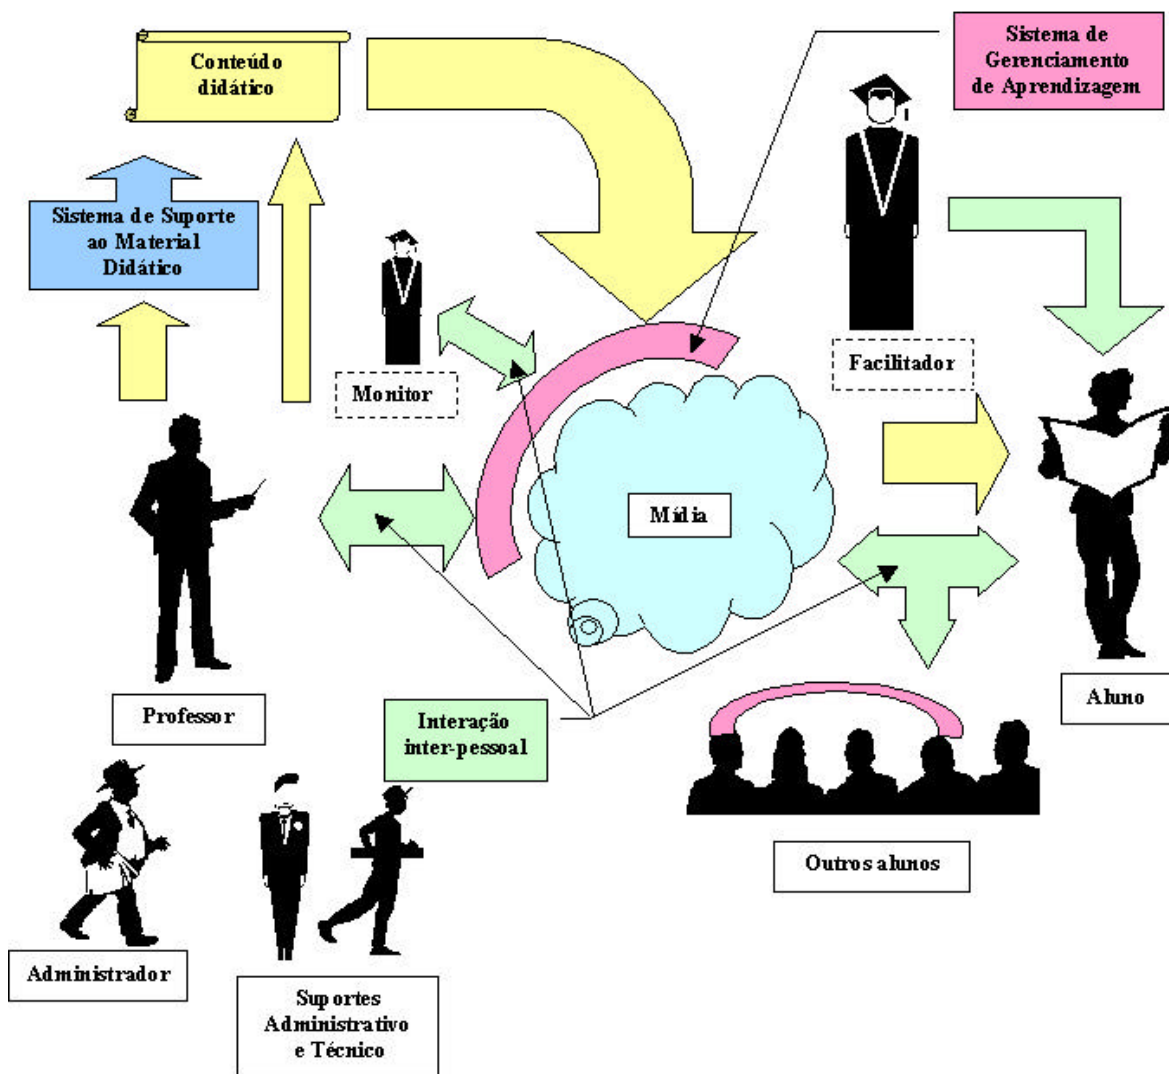 Conteúdo
didático
Sistema de
Gerenciamento
de Aprendizagem
Sistema de Suporte
ao Material
Didático
Monitor
Facilitador
Mídia
Professor
Interação
inter-pessoal
Aluno
Outros alunos
Administrador
Suportes
Administrativo
e Técnico